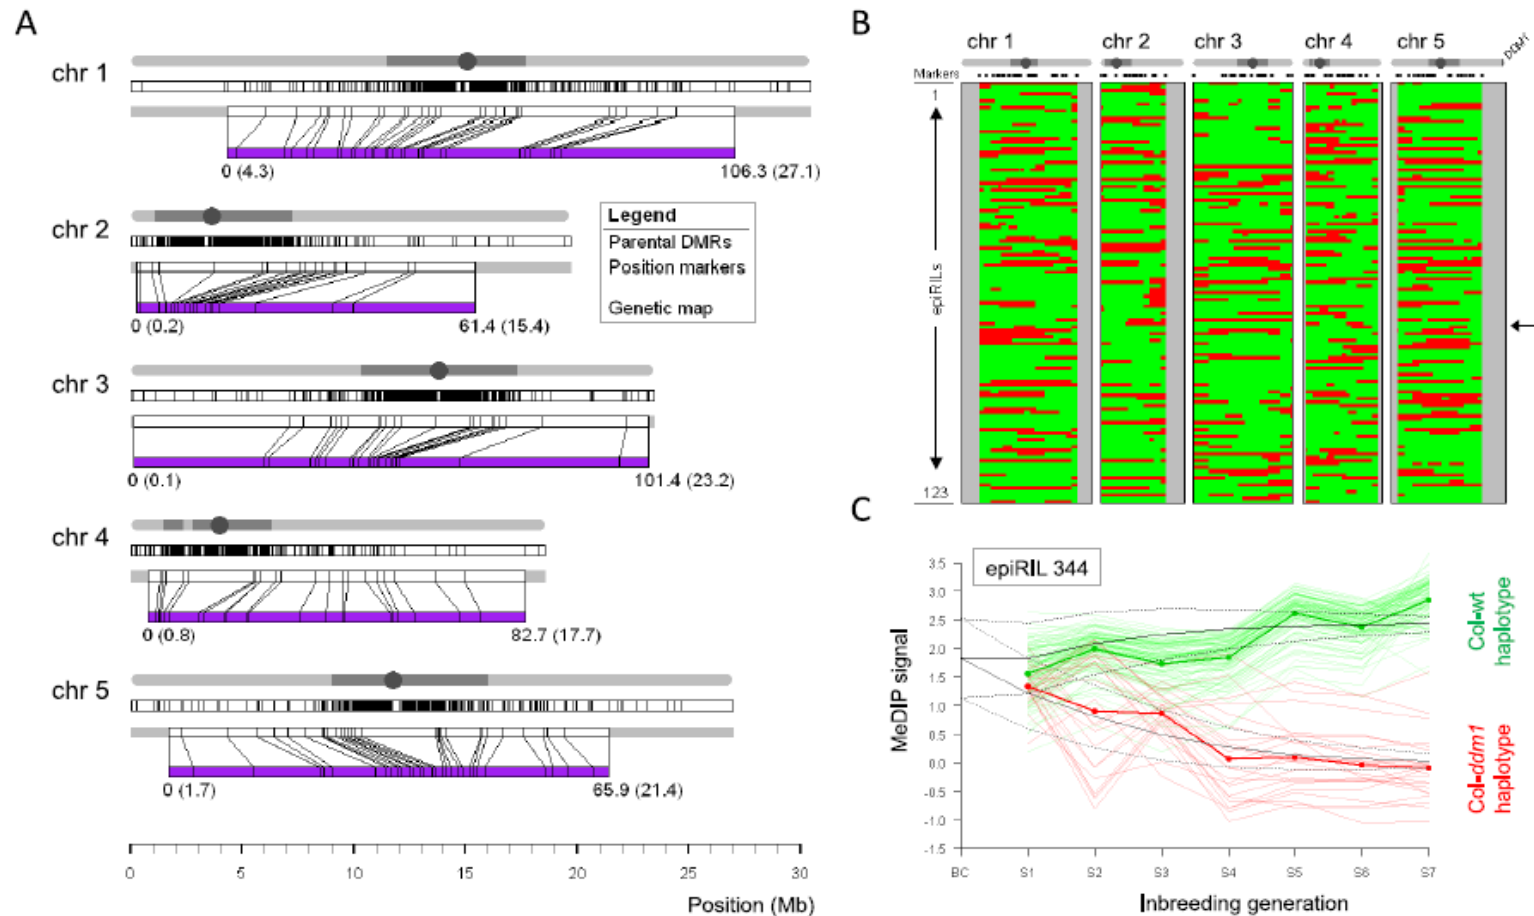 A
chr 1
0 (4.3)
106.3 (27.1)
chr 2
0 (0.2)
61.4 (15.4)
Legend
Parental DMRs
Position markers
Genetic map
chr 3
0 (0.1)
101.4 (23.2)
chr 4
0 (0.8)
82.7 (17.7)
chr 5
0 (1.7)
65.9 (21.4)
0 5 10 15 20 25 30
Position (Mb)
B
chr 1 chr 2 chr 3 chr 4 chr 5
DDM1
Markers
1
epiRILs
123
C
epiRIL 344
MeDIP signal
3.5
3.0
2.5
2.0
1.5
1.0
0.5
0.0
-0.5
-1.0
-1.5
BC S1 S2 S3 S4 S5 S6 S7
Inbreeding generation
Col-wt
haplotype
Col-ddm1
haplotype